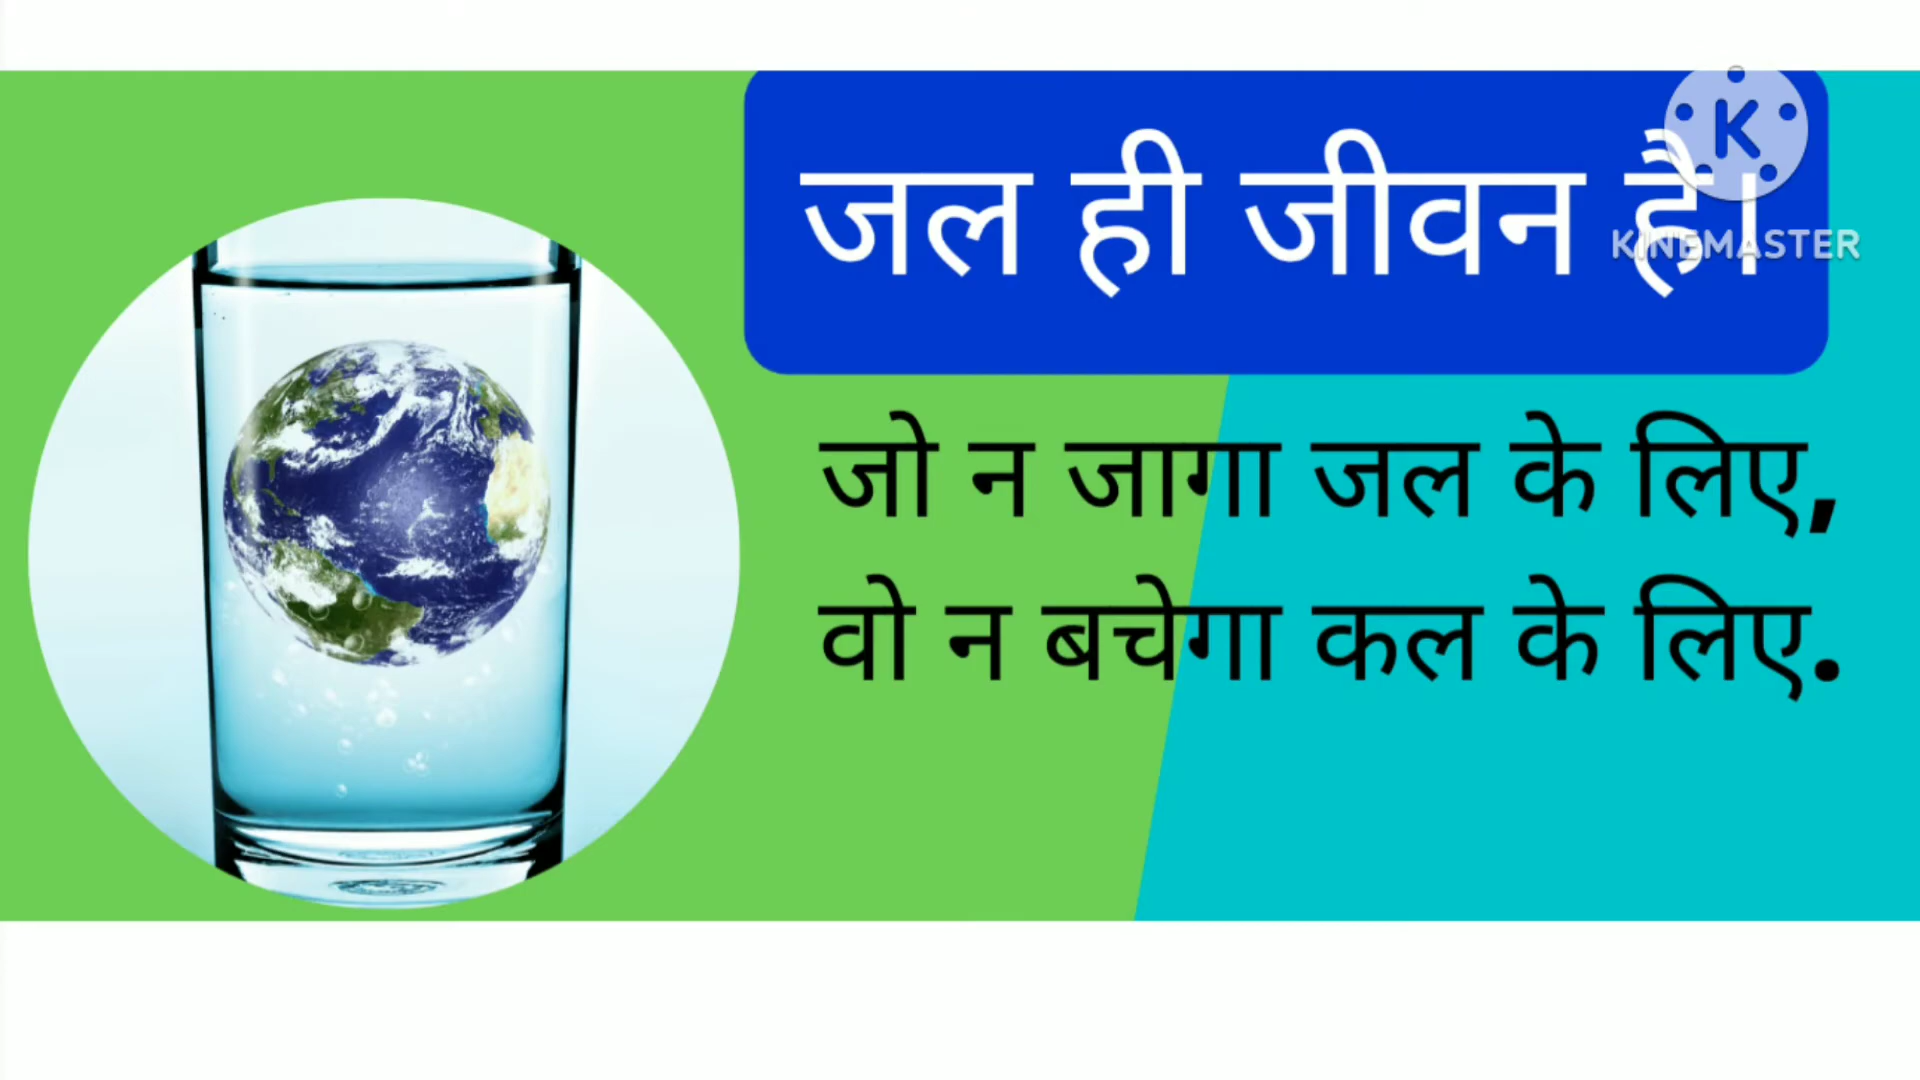 जल ही जीवन है।
K
KINEMASTER
जो न जागा जल के लिए,
वो न बचेगा कल के लिए.